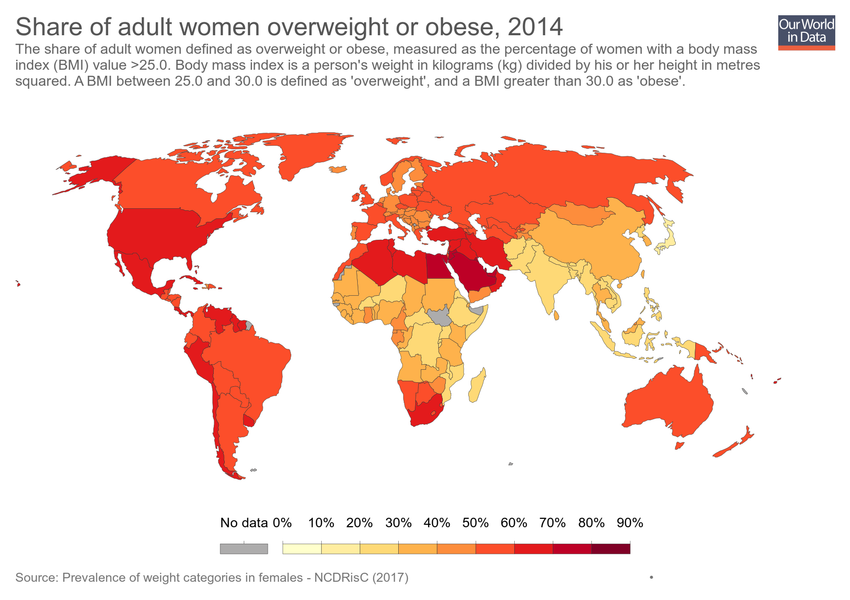 Share of adult women overweight or obese, 2014
Our World
in Data
The share of adult women defined as overweight or obese, measured as the percentage of women with a body mass
index (BMI) value >25.0. Body mass index is a person's weight in kilograms (kg) divided by his or her height in metres
squared. A BMI between 25.0 and 30.0 is defined as 'overweight', and a BMI greater than 30.0 as 'obese'.
No data 0% 10% 20% 30% 40% 50% 60% 70% 80% 90%
Source: Prevalence of weight categories in females - NCDRisC (2017)